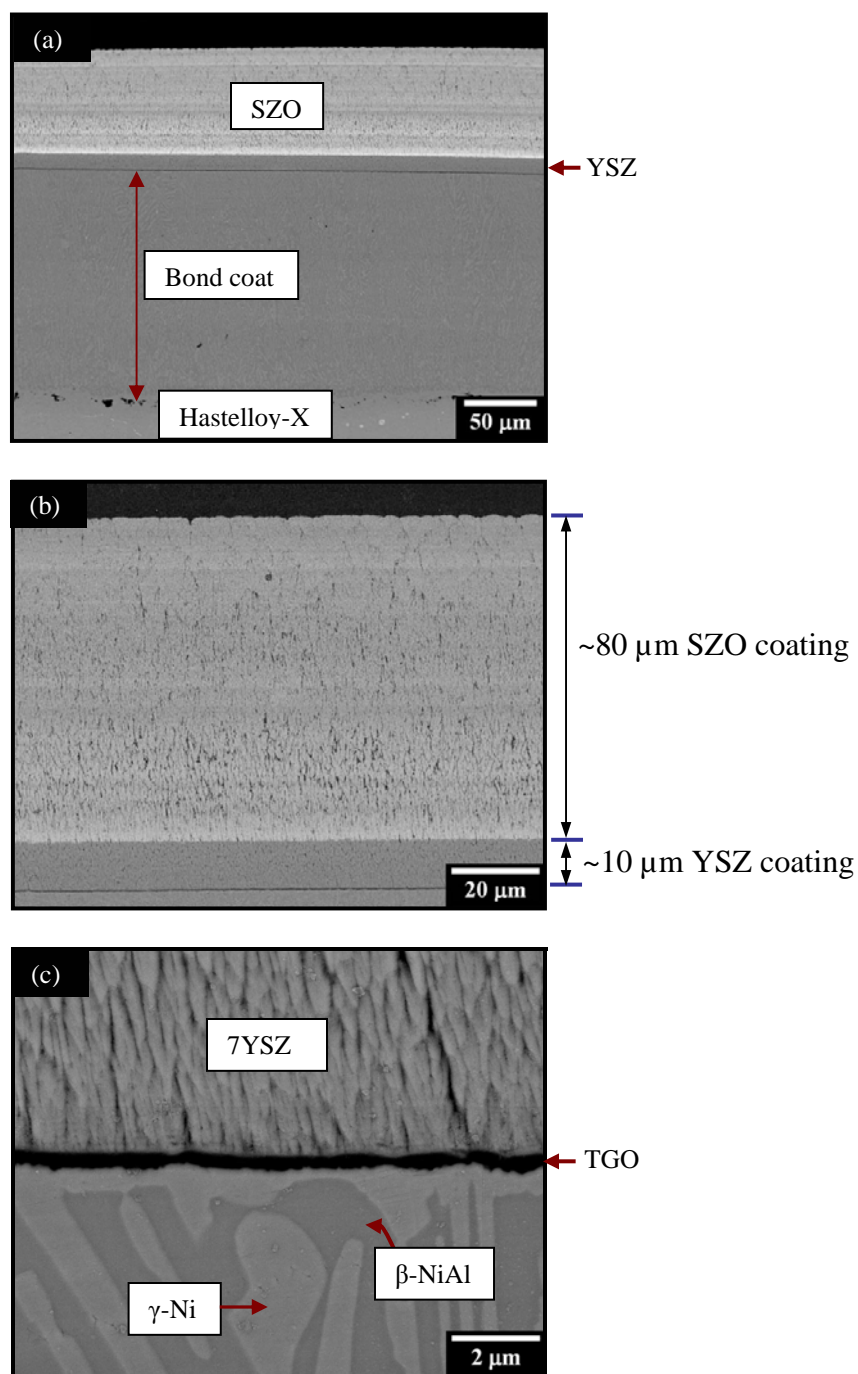 (a)
SZO
YSZ
Bond coat
Hastelloy-X
50 µm
(b)
~80 µm SZO coating
~10 µm YSZ coating
20 µm
(c)
7YSZ
TGO
β-NiAl
γ-Ni
2 µm